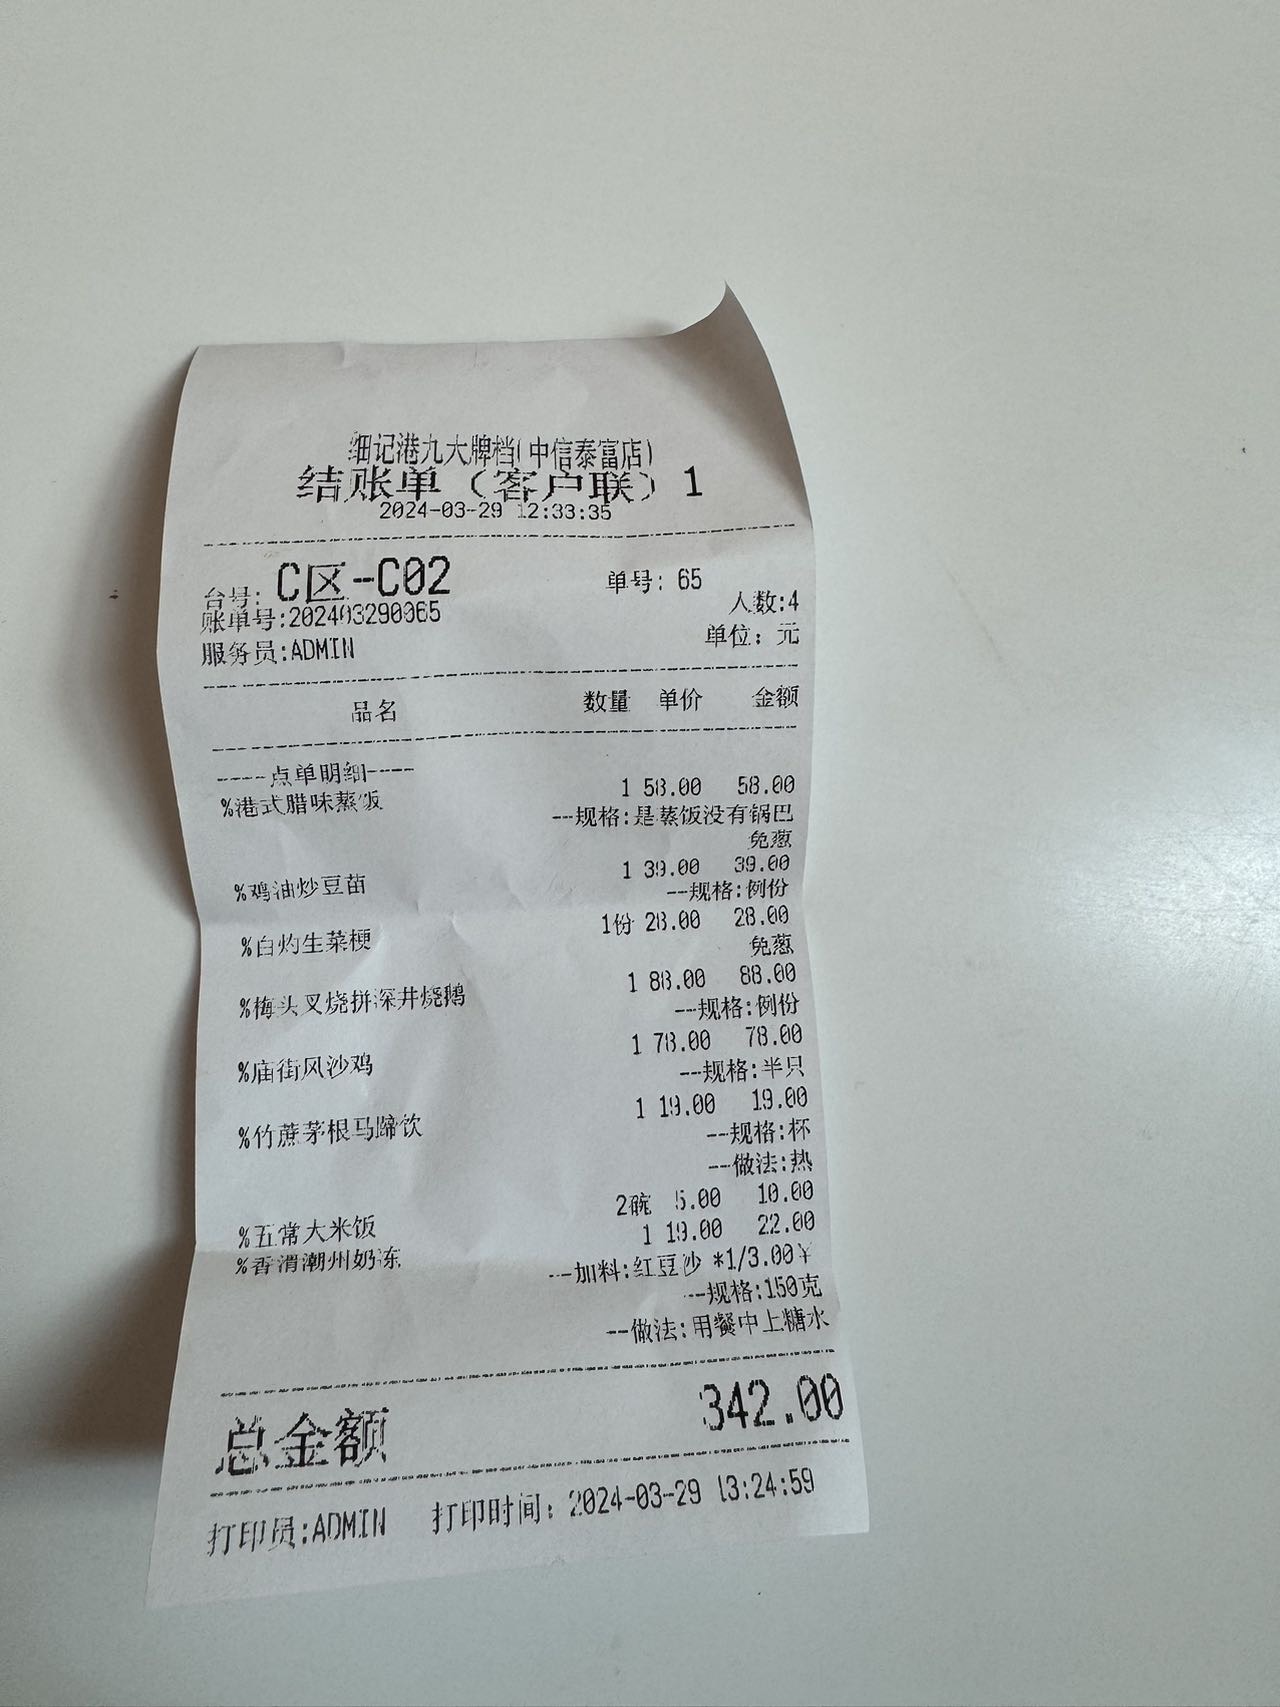 细记港九大牌档(中信泰富店)
结账单（客户联）1
2024-03-29 12:33:35
台号: C区-C02 单号: 65
账单号:202403290065 人数:4
服务员:ADMIN 单位: 元
品名 数量 单价 金额
----点单明细----
%港式腊味蒸饭 1 58.00 58.00
---规格:是蒸饭没有锅巴
免葱
%鸡油炒豆苗 1 39.00 39.00
---规格:例份
%白灼生菜梗 1份 28.00 28.00
免葱
%梅头叉烧拼深井烧鹅 1 88.00 88.00
---规格:例份
%庙街风沙鸡 1 78.00 78.00
---规格:半只
%竹蔗茅根马蹄饮 1 19.00 19.00
---规格:杯
---做法:热
%五常大米饭 2碗 5.00 10.00
%香滑潮州奶冻 1 19.00 22.00
---加料:红豆沙 *1/3.00¥
---规格:150克
---做法:用餐中上糖水
总金额 342.00
打印员:ADMIN 打印时间: 2024-03-29 13:24:59